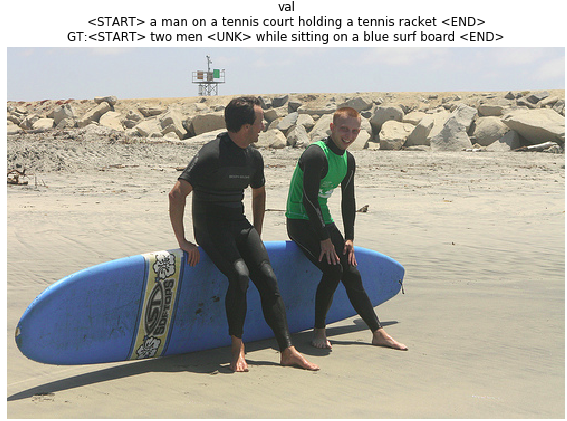 val
<START> a man on a tennis court holding a tennis racket <END>
GT:<START> two men <UNK> while sitting on a blue surf board <END>